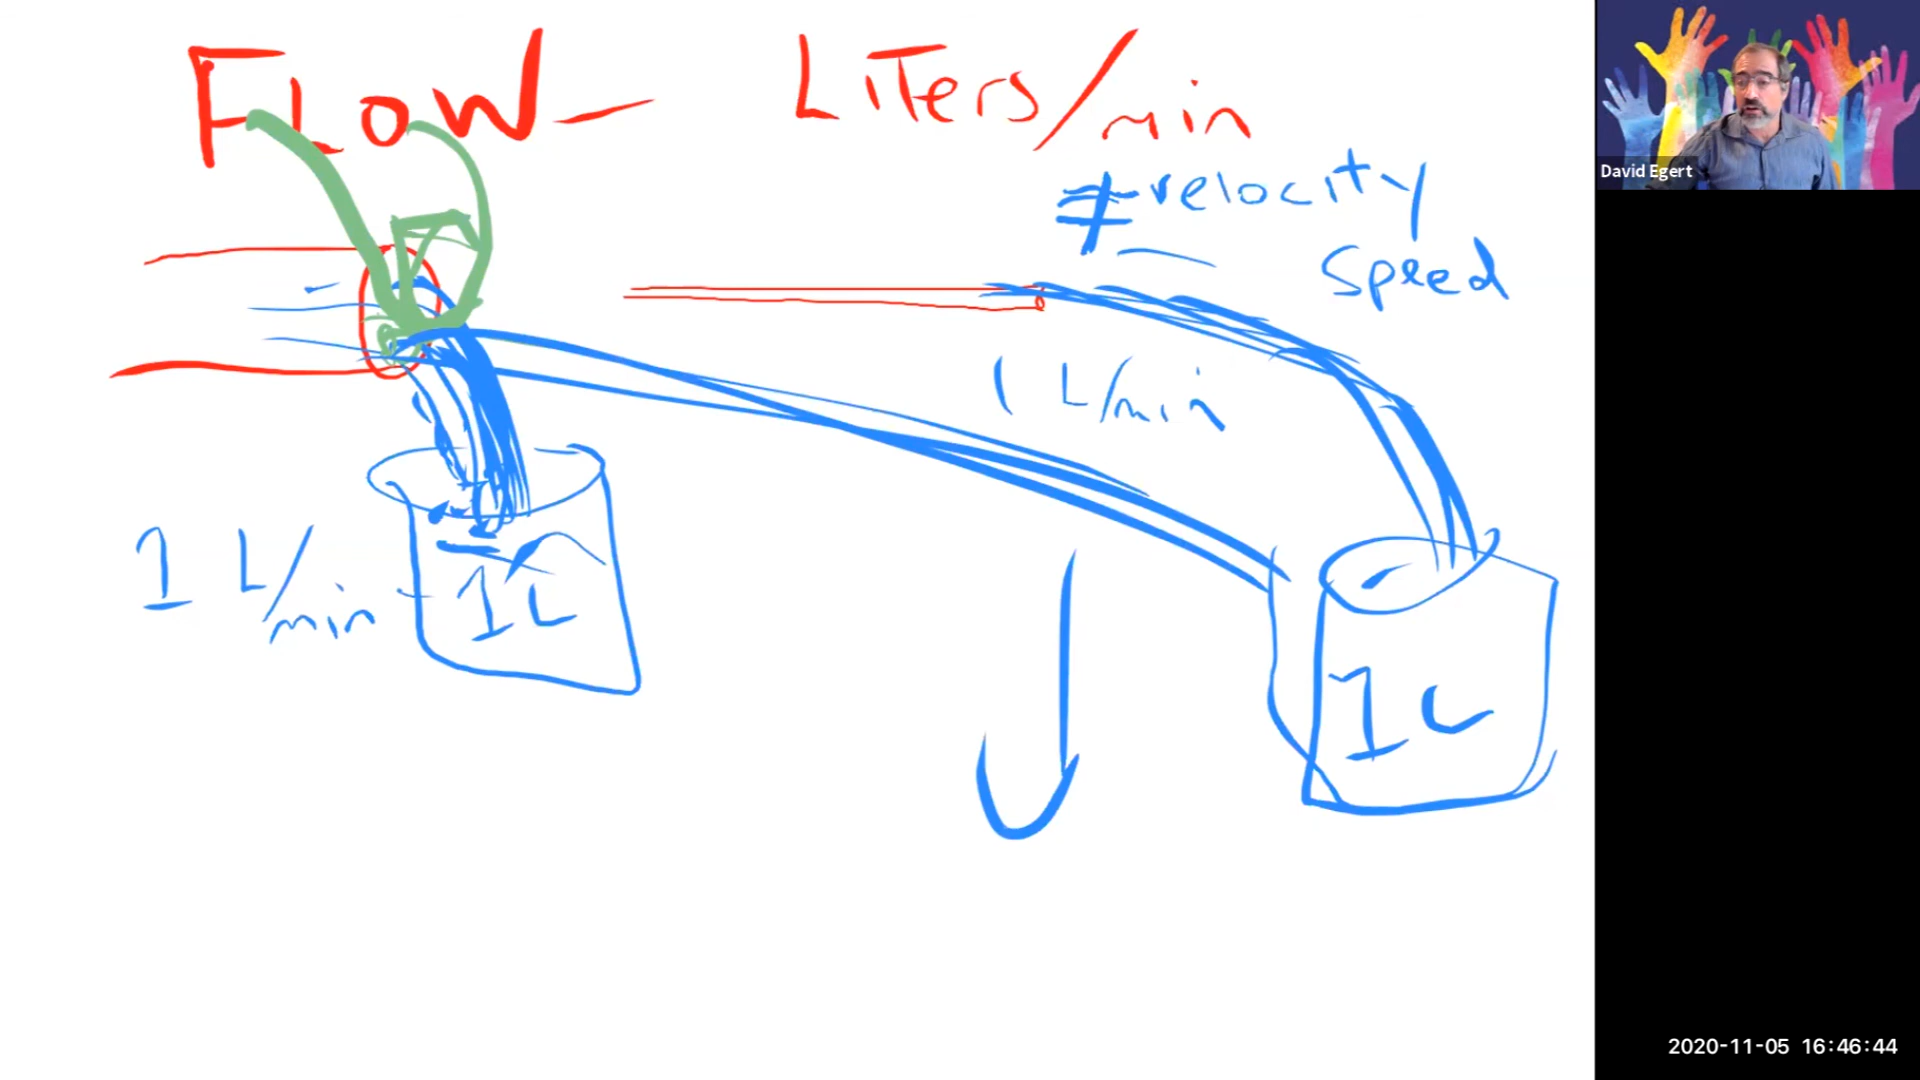 FLOW — LITers/min
≠ velocity
Speed
1 L/min
1 L/min
1L
1L
David Egert
2020-11-05 16:46:44